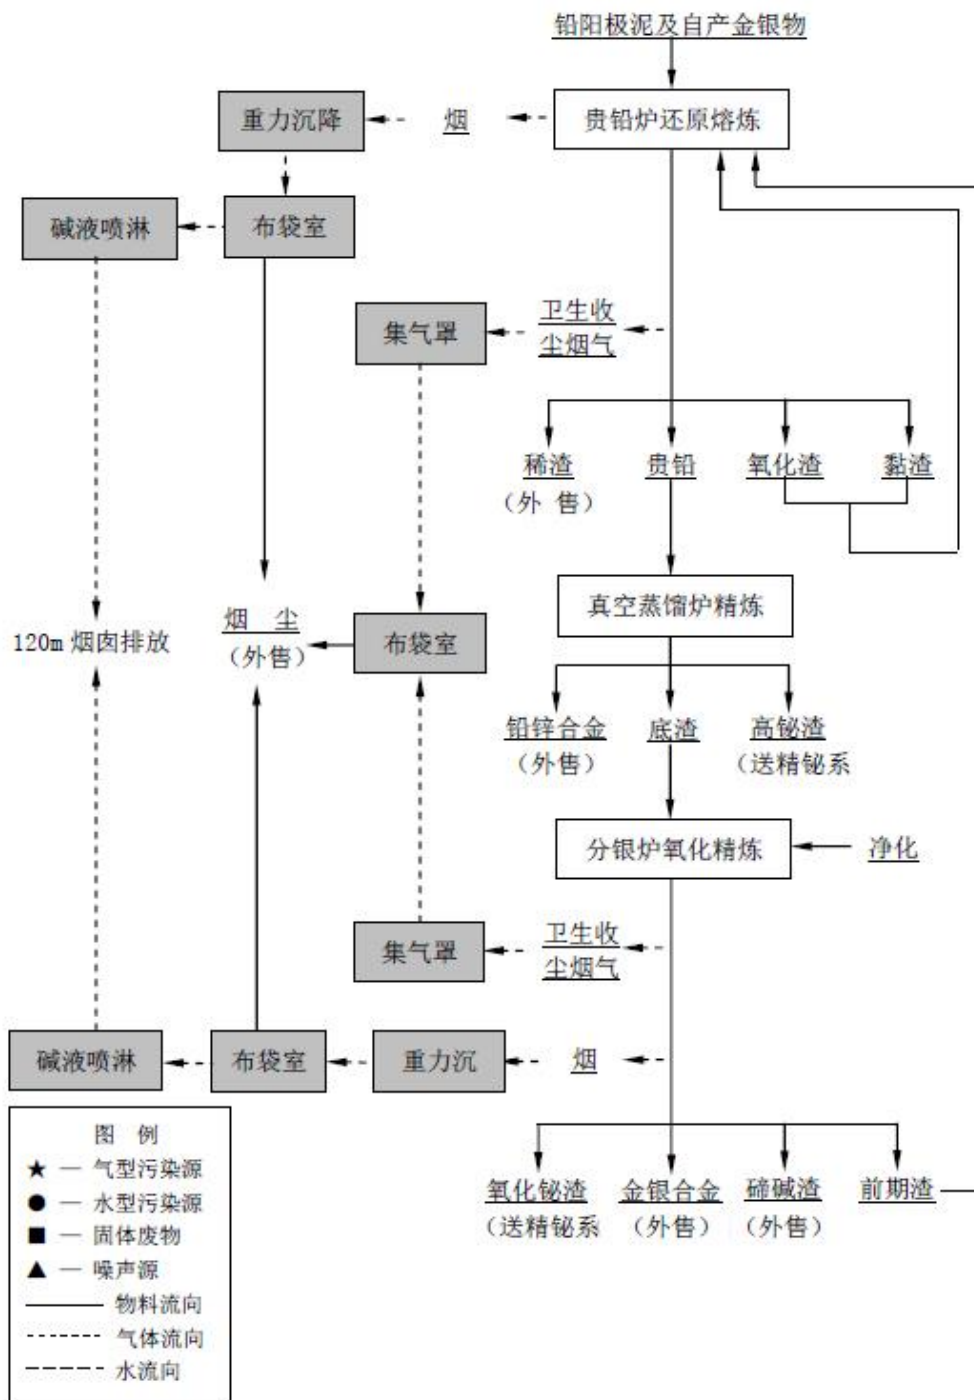 铅阳极泥及自产金银物
重力沉降
烟
贵铅炉还原熔炼
碱液喷淋
布袋室
集气罩
卫生收
尘烟气
稀渣
(外 售)
贵铅
氧化渣
黏渣
真空蒸馏炉精炼
120m 烟囱排放
烟 尘
(外售)
布袋室
铅锌合金
(外售)
底渣
高铋渣
(送精铋系
分银炉氧化精炼
净化
集气罩
卫生收
尘烟气
碱液喷淋
布袋室
重力沉
烟
氧化铋渣
(送精铋系
金银合金
(外售)
碲碱渣
(外售)
前期渣
图 例
★ — 气型污染源
● — 水型污染源
■ — 固体废物
▲ — 噪声源
物料流向
气体流向
水流向